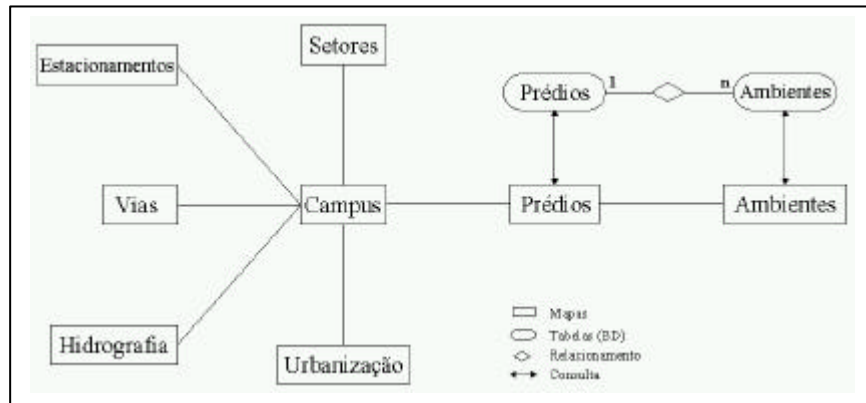 Setores
Estacionamentos
Prédios
1
n
Ambientes
Vias
Campus
Prédios
Ambientes
Hidrografia
Urbanização
Mapas
Tabelas (BD)
Relacionamento
Consulta